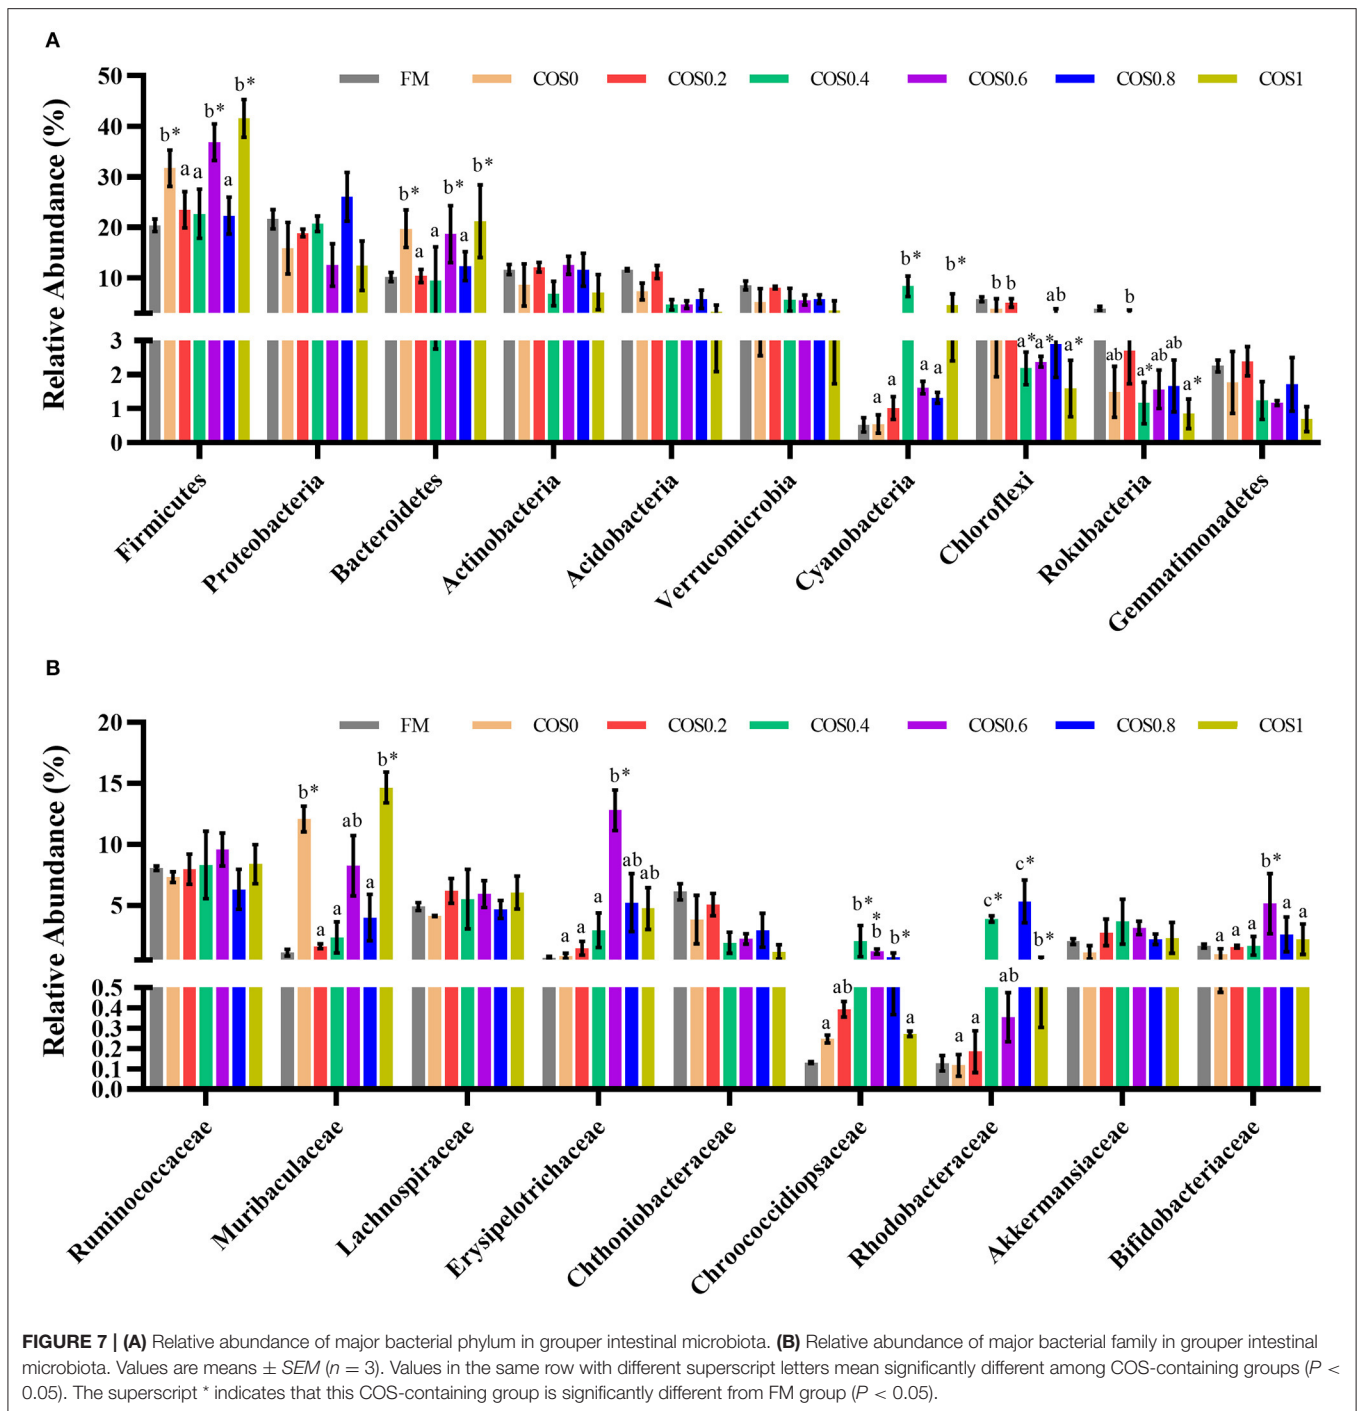 A
FM COS0 COS0.2 COS0.4 COS0.6 COS0.8 COS1
Relative Abundance (%)
50
40
30
20
10
3
2
1
0
b* a a b* a b*
b* a a b* a b*
a a b* a a b*
b b a* a* ab a*
ab b a* ab ab a*
Firmicutes
Proteobacteria
Bacteroidetes
Actinobacteria
Acidobacteria
Verrucomicrobia
Cyanobacteria
Chloroflexi
Rokubacteria
Gemmatimonadetes
B
FM COS0 COS0.2 COS0.4 COS0.6 COS0.8 COS1
Relative Abundance (%)
20
15
10
5
0.5
0.4
0.3
0.2
0.1
0.0
b* a a ab a b*
a a a b* ab ab
a ab b* b* b* a
a a c* ab c* b*
a a a b* a a
Ruminococcaceae
Muribaculaceae
Lachnospiraceae
Erysipelotrichaceae
Chthoniobacteraceae
Chroococcidiopsaceae
Rhodobacteraceae
Akkermansiaceae
Bifidobacteriaceae
FIGURE 7 | (A) Relative abundance of major bacterial phylum in grouper intestinal microbiota. (B) Relative abundance of major bacterial family in grouper intestinal
microbiota. Values are means ± SEM (n = 3). Values in the same row with different superscript letters mean significantly different among COS-containing groups (P <
0.05). The superscript * indicates that this COS-containing group is significantly different from FM group (P < 0.05).